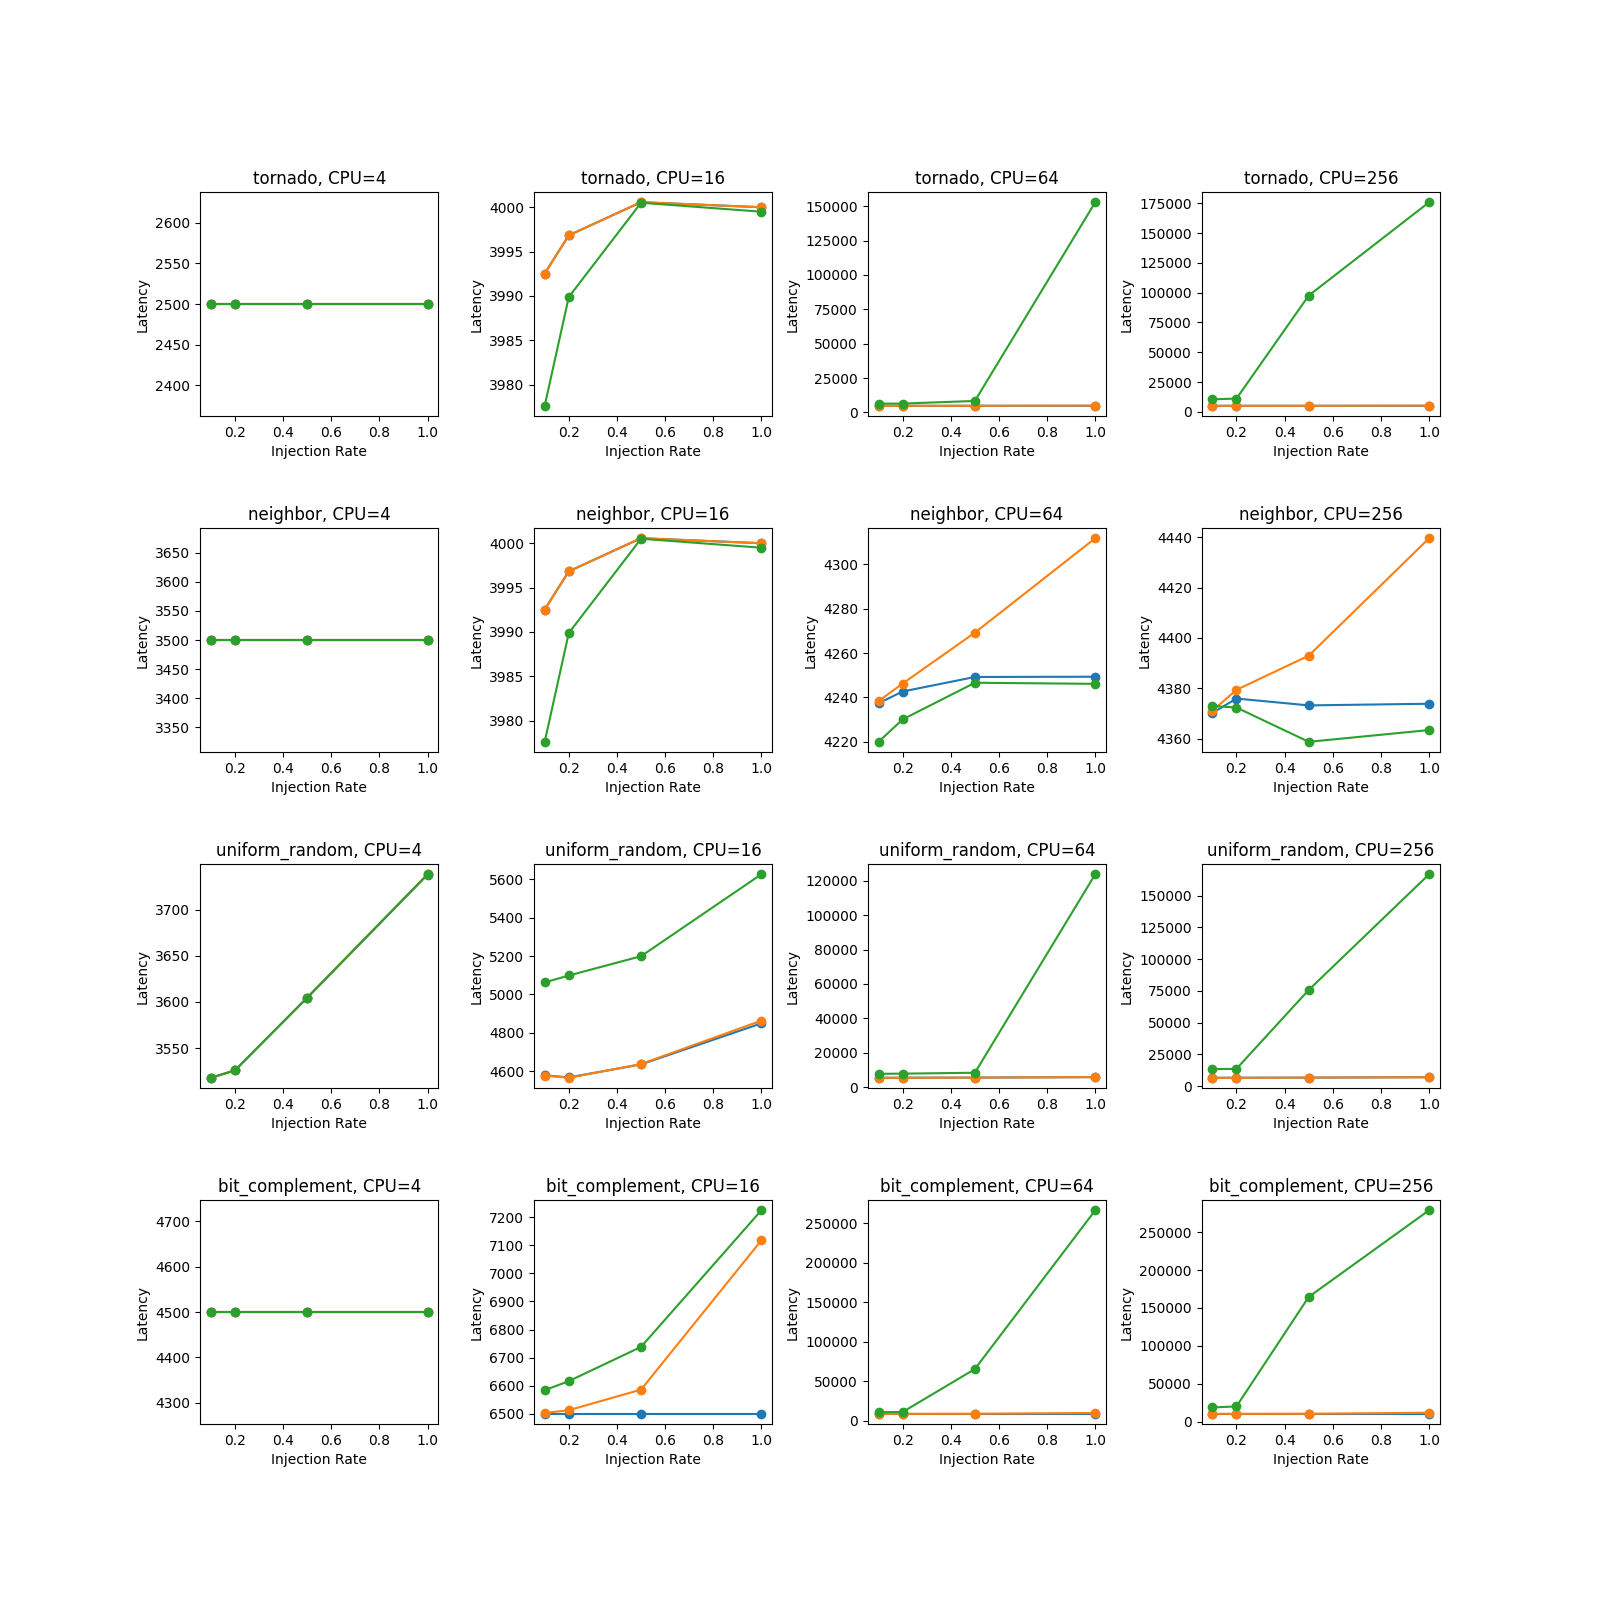 tornado, CPU=4
2600
2550
2500
2450
2400
Latency
0.2 0.4 0.6 0.8 1.0
Injection Rate
tornado, CPU=16
4000
3995
3990
3985
3980
Latency
0.2 0.4 0.6 0.8 1.0
Injection Rate
tornado, CPU=64
150000
125000
100000
75000
50000
25000
0
Latency
0.2 0.4 0.6 0.8 1.0
Injection Rate
tornado, CPU=256
175000
150000
125000
100000
75000
50000
25000
0
Latency
0.2 0.4 0.6 0.8 1.0
Injection Rate
neighbor, CPU=4
3650
3600
3550
3500
3450
3400
3350
Latency
0.2 0.4 0.6 0.8 1.0
Injection Rate
neighbor, CPU=16
4000
3995
3990
3985
3980
Latency
0.2 0.4 0.6 0.8 1.0
Injection Rate
neighbor, CPU=64
4300
4280
4260
4240
4220
Latency
0.2 0.4 0.6 0.8 1.0
Injection Rate
neighbor, CPU=256
4440
4420
4400
4380
4360
Latency
0.2 0.4 0.6 0.8 1.0
Injection Rate
uniform_random, CPU=4
3700
3650
3600
3550
Latency
0.2 0.4 0.6 0.8 1.0
Injection Rate
uniform_random, CPU=16
5600
5400
5200
5000
4800
4600
Latency
0.2 0.4 0.6 0.8 1.0
Injection Rate
uniform_random, CPU=64
120000
100000
80000
60000
40000
20000
0
Latency
0.2 0.4 0.6 0.8 1.0
Injection Rate
uniform_random, CPU=256
150000
125000
100000
75000
50000
25000
0
Latency
0.2 0.4 0.6 0.8 1.0
Injection Rate
bit_complement, CPU=4
4700
4600
4500
4400
4300
Latency
0.2 0.4 0.6 0.8 1.0
Injection Rate
bit_complement, CPU=16
7200
7100
7000
6900
6800
6700
6600
6500
Latency
0.2 0.4 0.6 0.8 1.0
Injection Rate
bit_complement, CPU=64
250000
200000
150000
100000
50000
0
Latency
0.2 0.4 0.6 0.8 1.0
Injection Rate
bit_complement, CPU=256
250000
200000
150000
100000
50000
0
Latency
0.2 0.4 0.6 0.8 1.0
Injection Rate